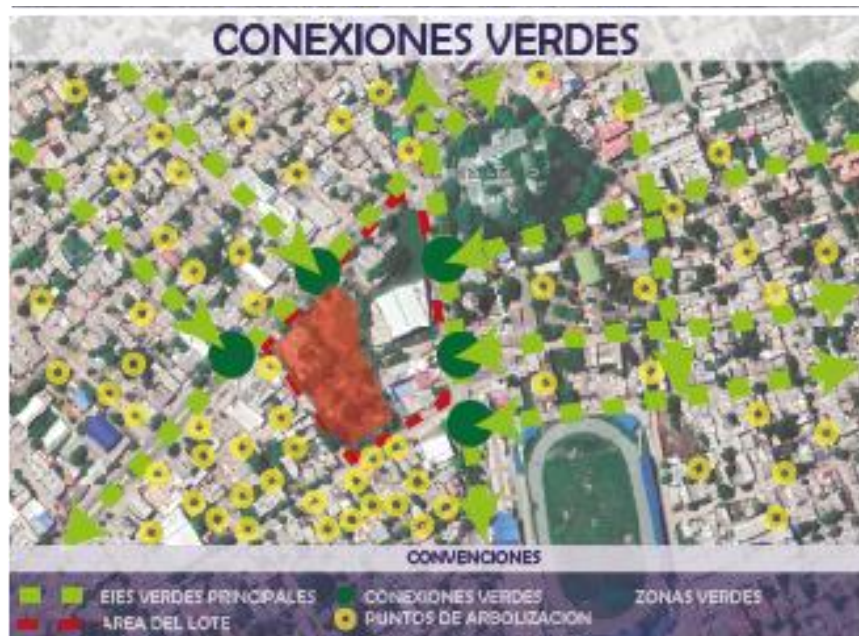 CONEXIONES VERDES
CONVENCIONES
EJES VERDES PRINCIPALES CONEXIONES VERDES ZONAS VERDES
AREA DEL LOTE PUNTOS DE ARBOLIZACION